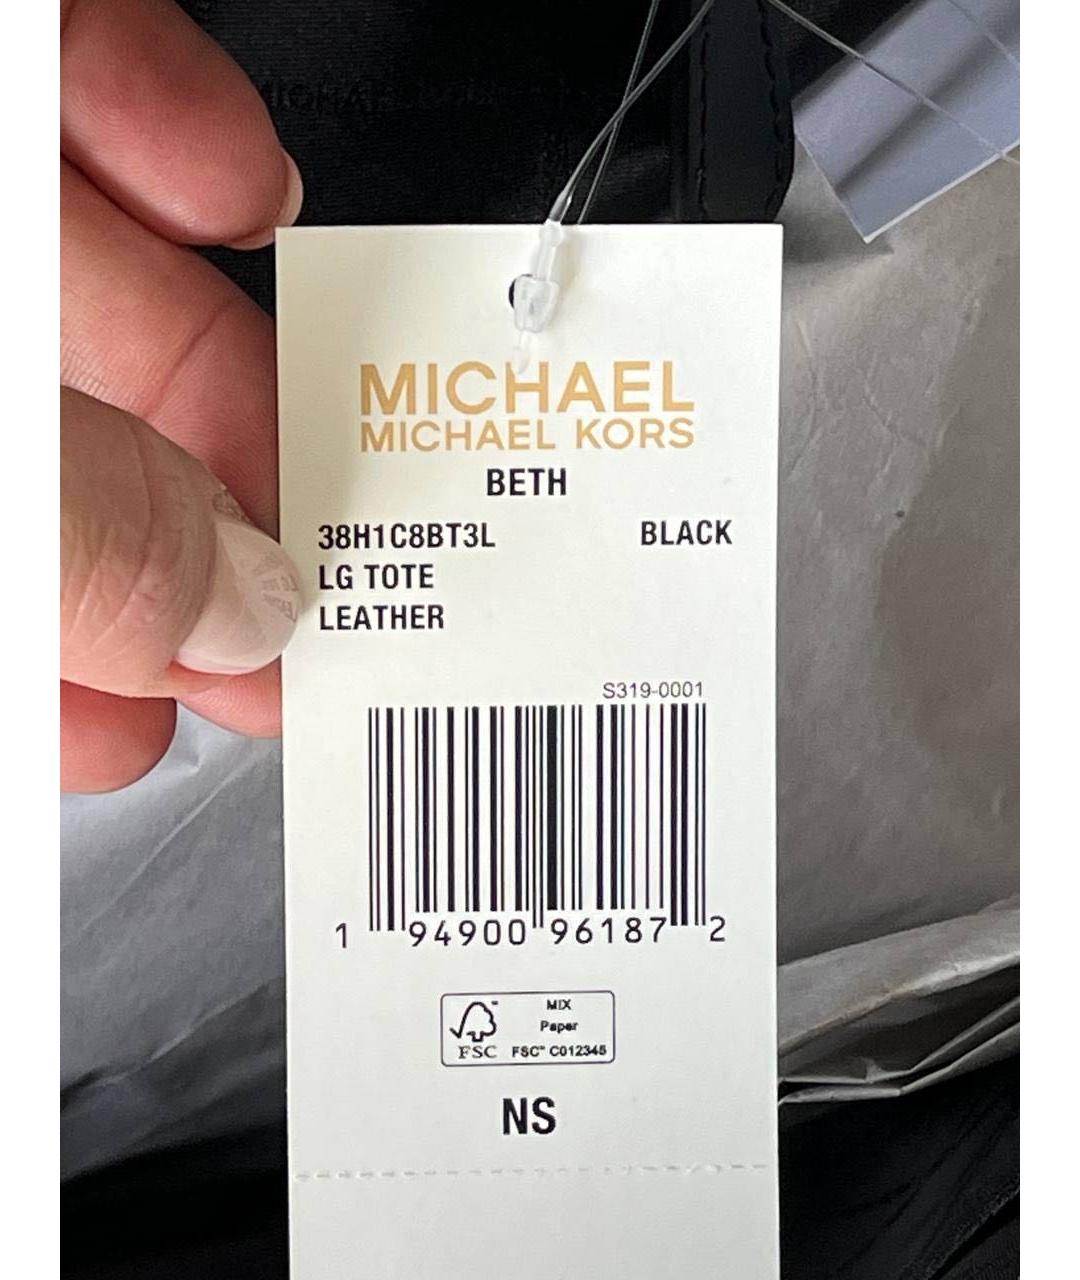 MICHAEL
MICHAEL KORS
BETH
38H1C8BT3L BLACK
LG TOTE
LEATHER
S319-0001
1 94900 96187 2
FSC
MIX
Paper
FSC™ C012345
NS